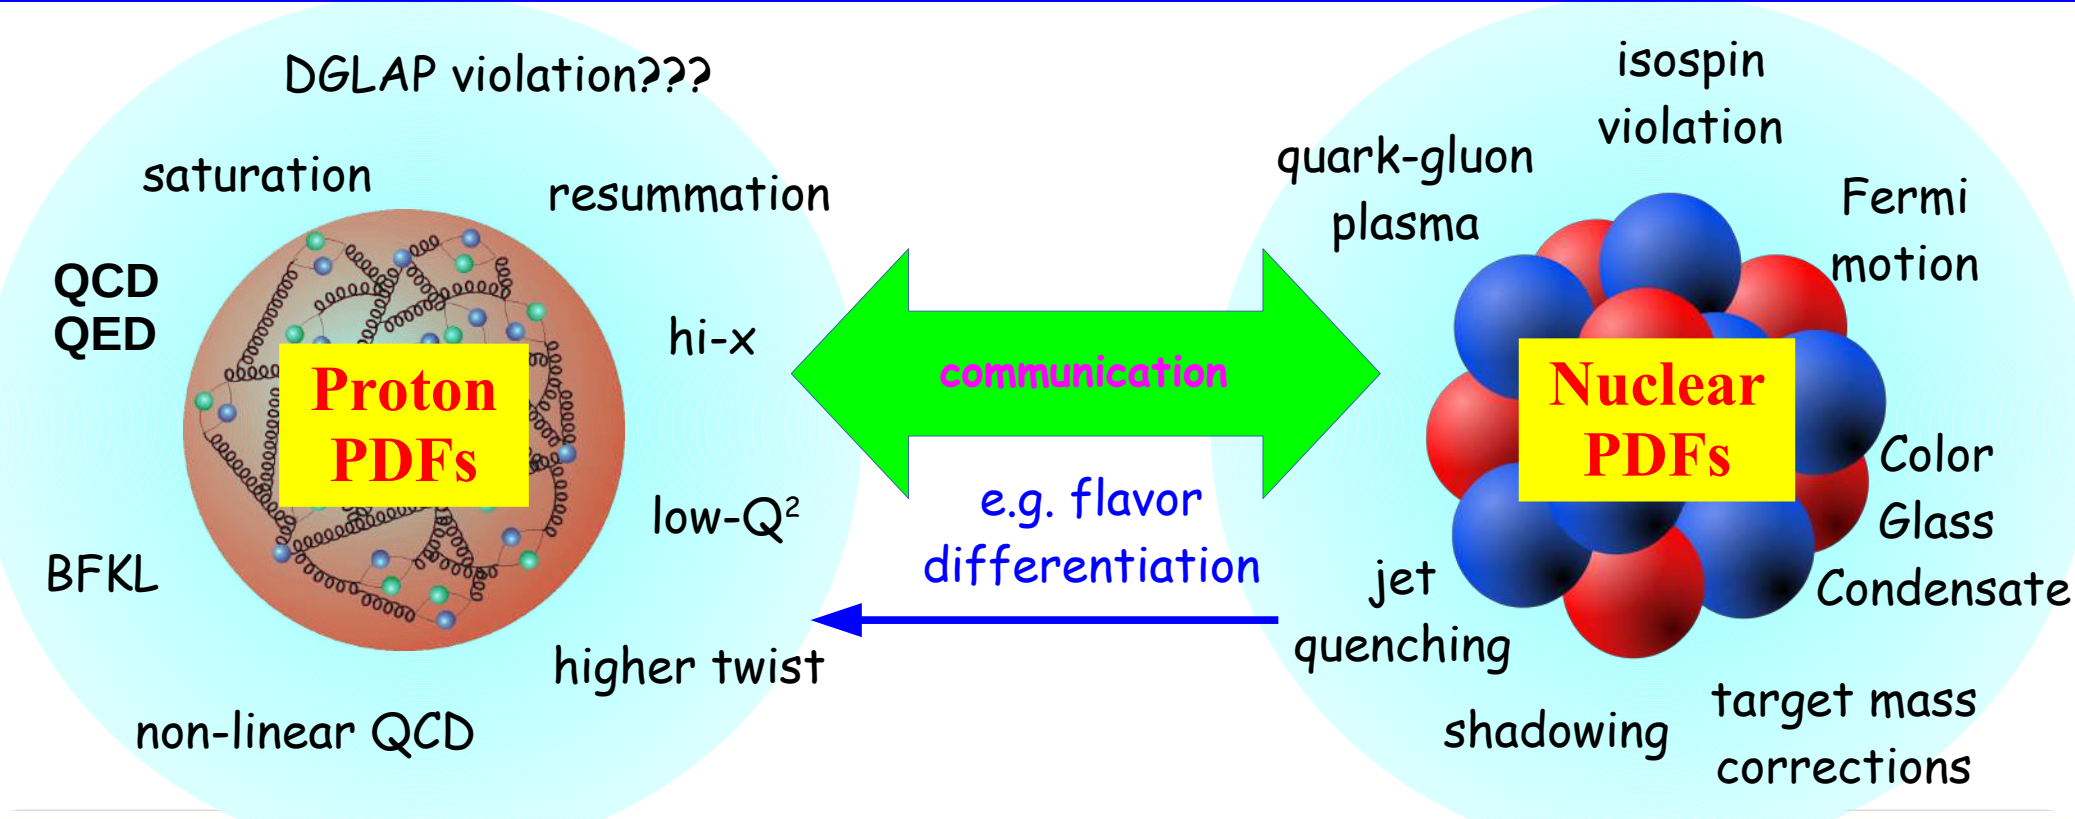 DGLAP violation???
saturation
resummation
QCD
QED
hi-x
Proton
PDFs
low-Q²
BFKL
higher twist
non-linear QCD
communication
e.g. flavor
differentiation
isospin
violation
quark-gluon
plasma
Fermi
motion
Nuclear
PDFs
Color
Glass
Condensate
jet
quenching
shadowing
target mass
corrections